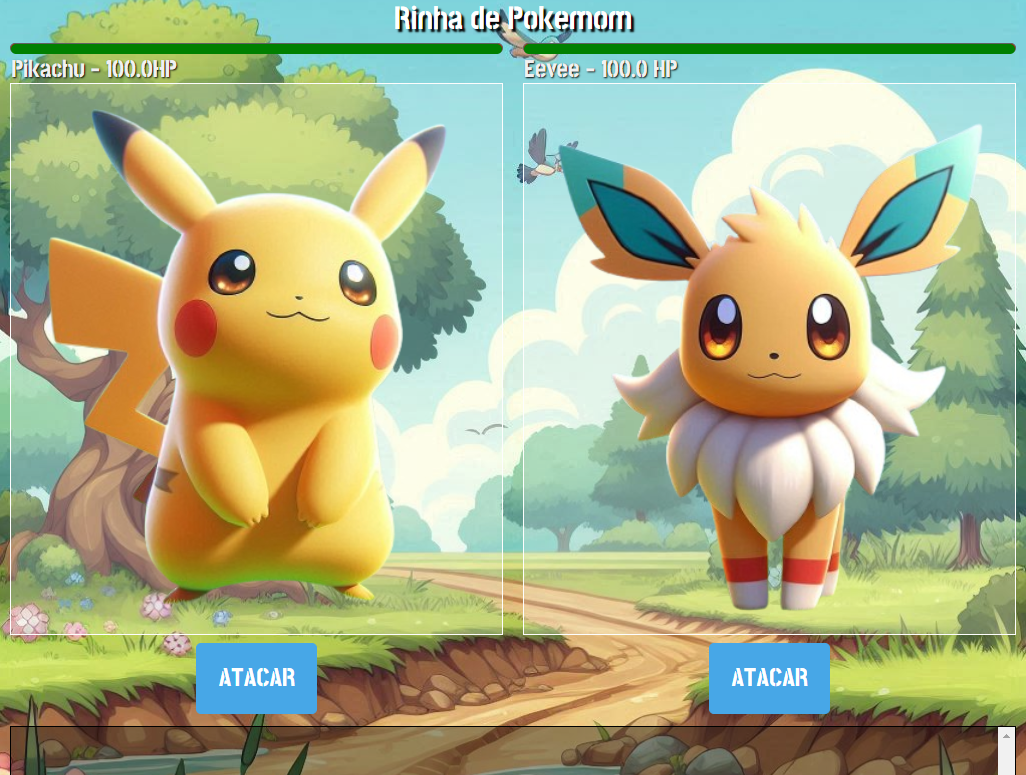 Rinha de Pokemom
Pikachu - 100.0HP
Eevee - 100.0 HP
ATACAR
ATACAR